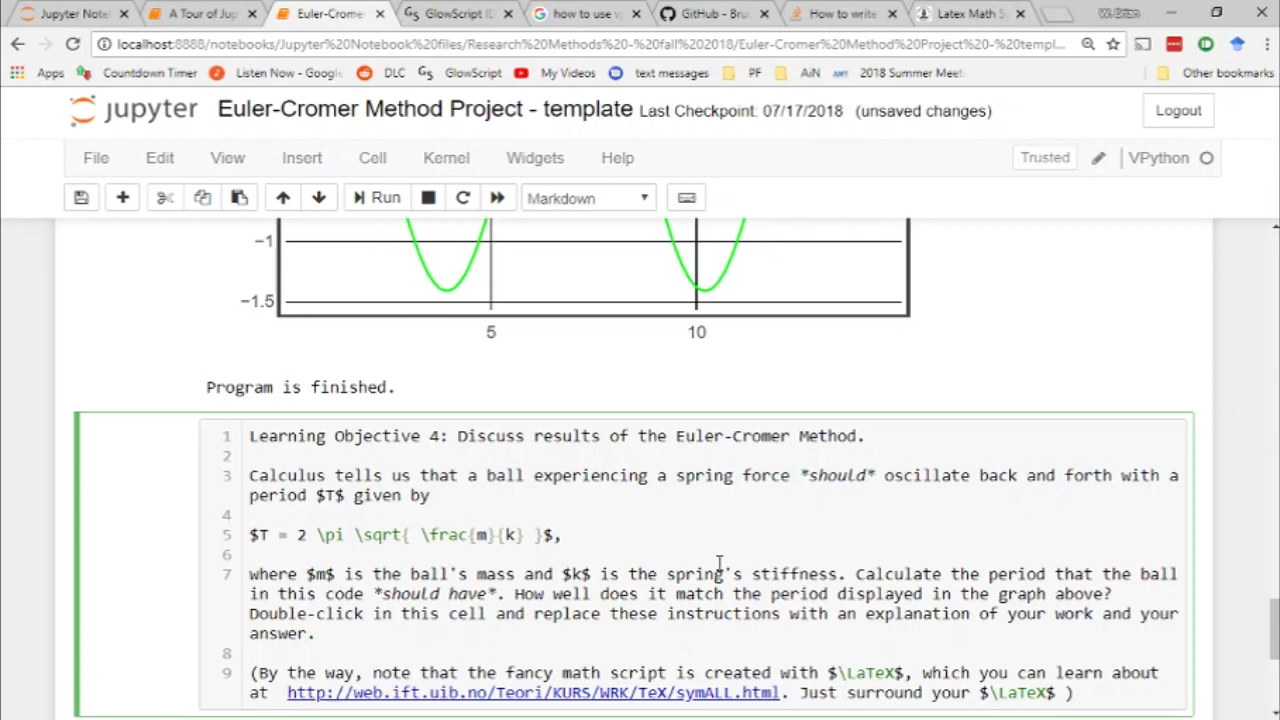 Jupyter Note
A Tour of Jup
Euler-Crome
GlowScript ID
how to use v
GitHub - Bru
How to write
Latex Math S
localhost:8888/notebooks/Jupyter%20Notebook%20files/Research%20Methods%20-%20fall%202018/Euler-Cromer%20Method%20Project%20-%20templ...
Apps
Countdown Timer
Listen Now - Google
DLC
GlowScript
My Videos
text messages
PF
AiN
2018 Summer Meet
Other bookmarks
jupyter Euler-Cromer Method Project - template Last Checkpoint: 07/17/2018 (unsaved changes)
Logout
File Edit View Insert Cell Kernel Widgets Help
Trusted
VPython
Run
Markdown
−1
−1.5
5 10
Program is finished.
1 Learning Objective 4: Discuss results of the Euler-Cromer Method.
2
3 Calculus tells us that a ball experiencing a spring force *should* oscillate back and forth with a
period $T$ given by
4
5 $T = 2 \pi \sqrt{ \frac{m}{k} }$,
6
7 where $m$ is the ball's mass and $k$ is the spring's stiffness. Calculate the period that the ball
in this code *should have*. How well does it match the period displayed in the graph above?
Double-click in this cell and replace these instructions with an explanation of your work and your
answer.
8
9 (By the way, note that the fancy math script is created with $\LaTeX$, which you can learn about
at http://web.ift.uib.no/Teori/KURS/WRK/TeX/symALL.html. Just surround your $\LaTeX$ )